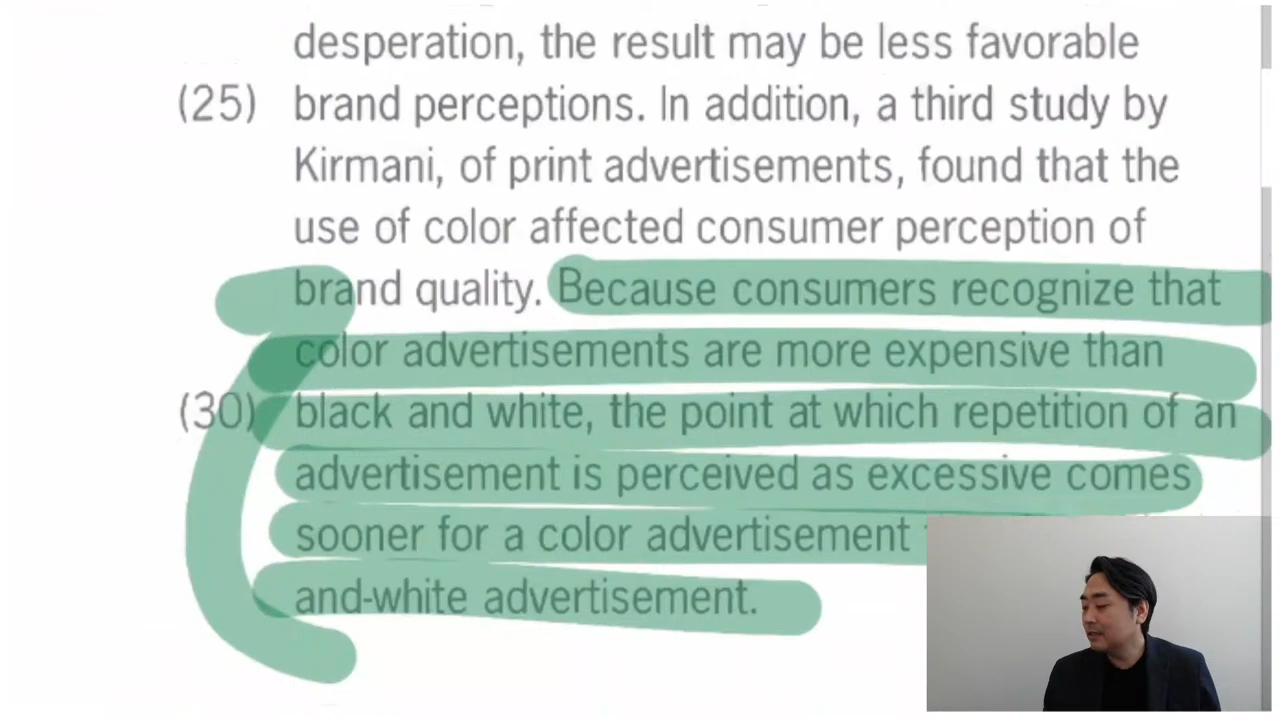 desperation, the result may be less favorable
(25) brand perceptions. In addition, a third study by
Kirmani, of print advertisements, found that the
use of color affected consumer perception of
brand quality. Because consumers recognize that
color advertisements are more expensive than
(30) black and white, the point at which repetition of an
advertisement is perceived as excessive comes
sooner for a color advertisement
and-white advertisement.